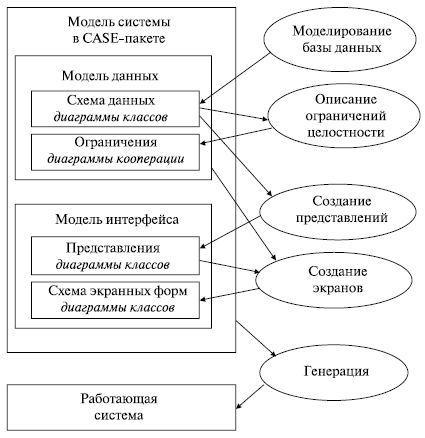 Модель системы
в CASE-пакете
Модель данных
Схема данных
диаграммы классов
Ограничения
диаграммы кооперации
Модель интерфейса
Представления
диаграммы классов
Схема экранных форм
диаграммы классов
Работающая
система
Моделирование
базы данных
Описание
ограничений
целостности
Создание
представлений
Создание
экранов
Генерация